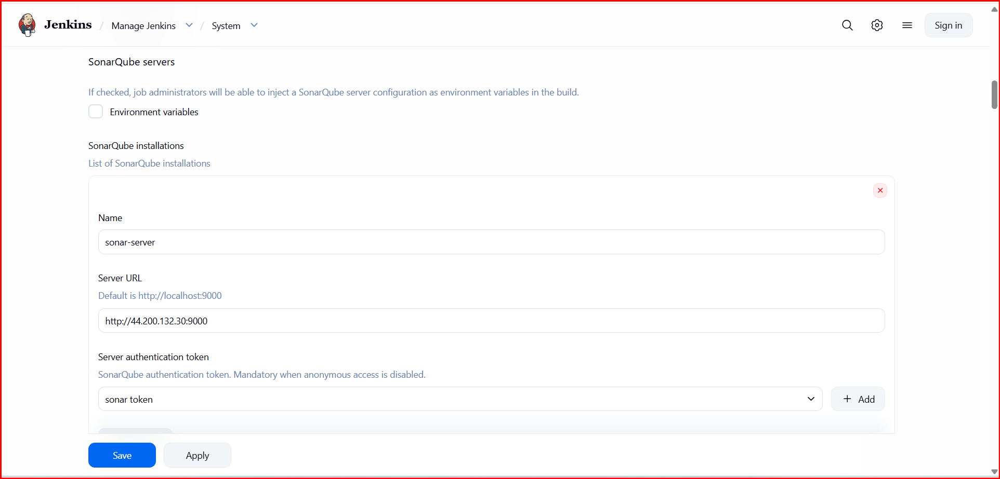 Jenkins / Manage Jenkins / System Sign in
SonarQube servers
If checked, job administrators will be able to inject a SonarQube server configuration as environment variables in the build.
Environment variables
SonarQube installations
List of SonarQube installations
Name
sonar-server
Server URL
Default is http://localhost:9000
http://44.200.132.30:9000
Server authentication token
SonarQube authentication token. Mandatory when anonymous access is disabled.
sonar token + Add
Save Apply